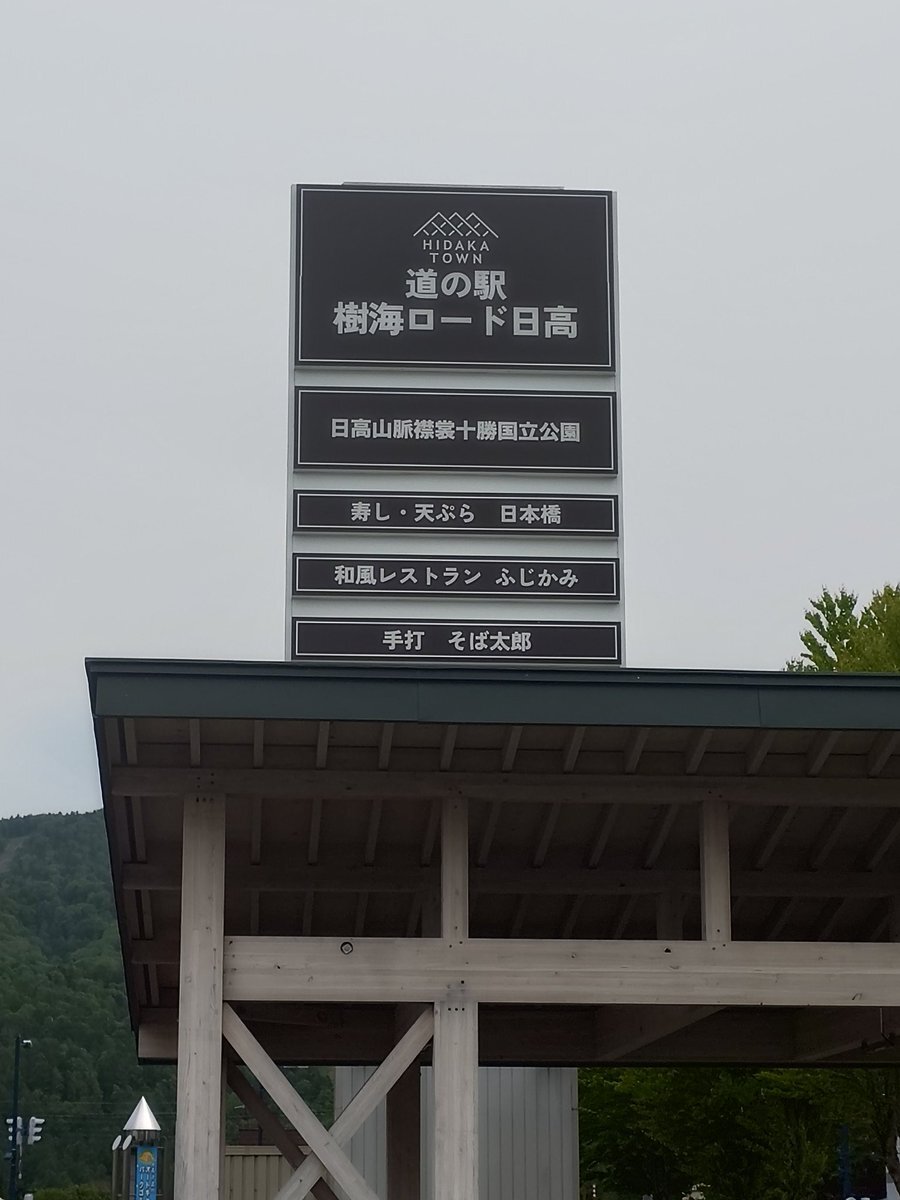 HIDAKA
TOWN
道の駅
樹海ロード日高
日高山脈襟裳十勝国立公園
寿し・天ぷら 日本橋
和風レストラン ふじかみ
手打 そば太郎